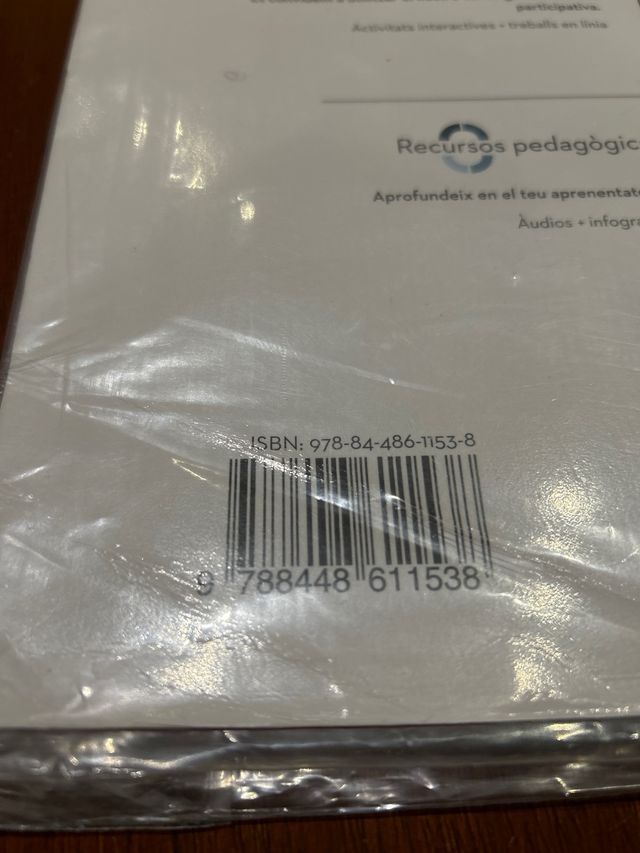 participativa.
Activitats interactives + treballs en línia
Recursos pedagògic
Aprofundeix en el teu aprenentat
Àudios + infogra
ISBN: 978-84-486-1153-8
9 788448 611538